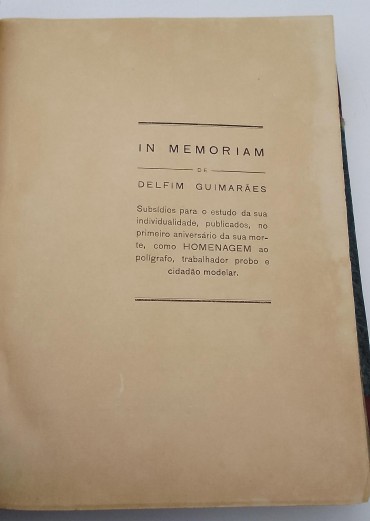 IN MEMORIAM
DE
DELFIM GUIMARÃES
Subsídios para o estudo da sua
individualidade, publicados, no
primeiro aniversário da sua mor-
te, como HOMENAGEM ao
polígrafo, trabalhador probo e
cidadão modelar.